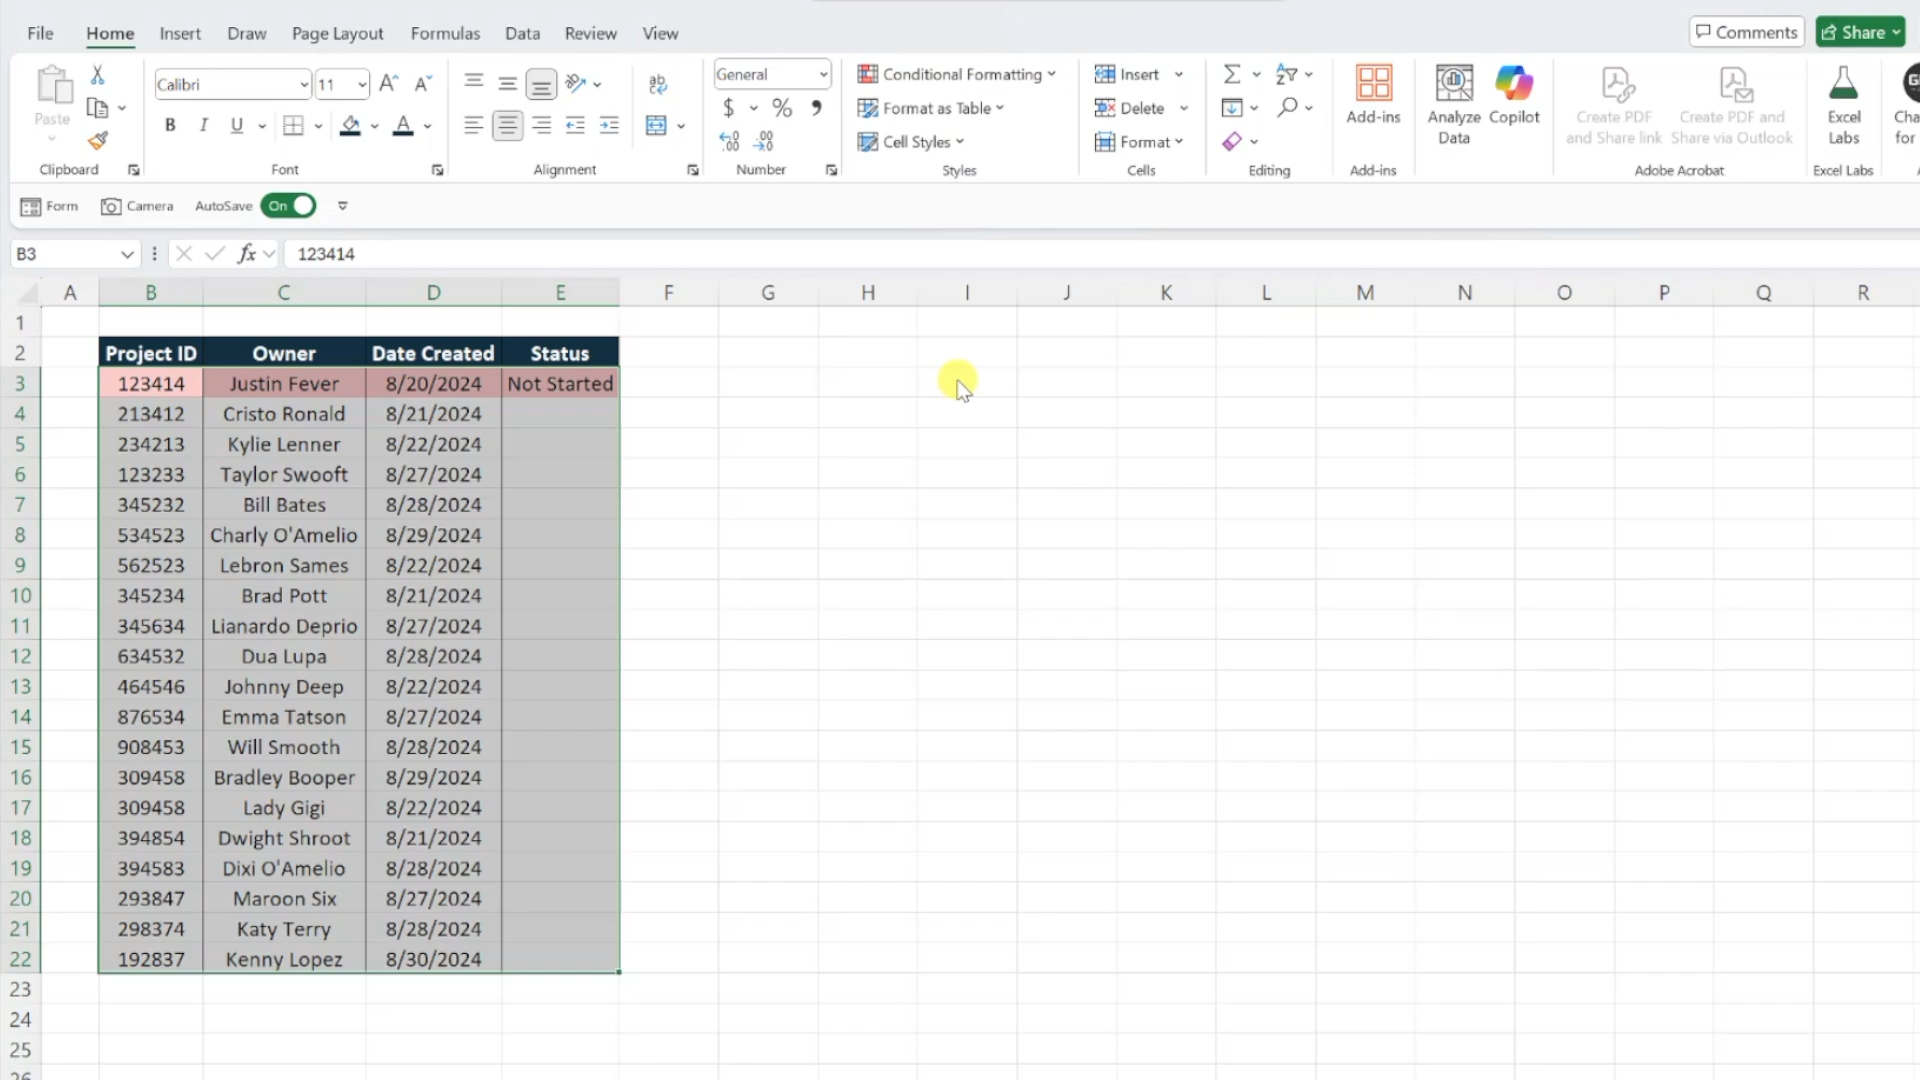 File Home Insert Draw Page Layout Formulas Data Review View Comments Share
Calibri 11 General Conditional Formatting Insert
Paste $ % Format as Table Delete Add-ins Analyze Data Copilot Create PDF and Share link Create PDF and Share via Outlook Excel Labs
B I U A Cell Styles Format
Clipboard Font Alignment Number Styles Cells Editing Add-ins Adobe Acrobat Excel Labs
Form Camera AutoSave On
B3 fx 123414
A B C D E F G H I J K L M N O P Q R
1
2 Project ID Owner Date Created Status
3 123414 Justin Fever 8/20/2024 Not Started
4 213412 Cristo Ronald 8/21/2024
5 234213 Kylie Lenner 8/22/2024
6 123233 Taylor Swooft 8/27/2024
7 345232 Bill Bates 8/28/2024
8 534523 Charly O'Amelio 8/29/2024
9 562523 Lebron Sames 8/22/2024
10 345234 Brad Pott 8/21/2024
11 345634 Lianardo Deprio 8/27/2024
12 634532 Dua Lupa 8/28/2024
13 464546 Johnny Deep 8/22/2024
14 876534 Emma Tatson 8/27/2024
15 908453 Will Smooth 8/28/2024
16 309458 Bradley Booper 8/29/2024
17 309458 Lady Gigi 8/22/2024
18 394854 Dwight Shroot 8/21/2024
19 394583 Dixi O'Amelio 8/28/2024
20 293847 Maroon Six 8/27/2024
21 298374 Katy Terry 8/28/2024
22 192837 Kenny Lopez 8/30/2024
23
24
25